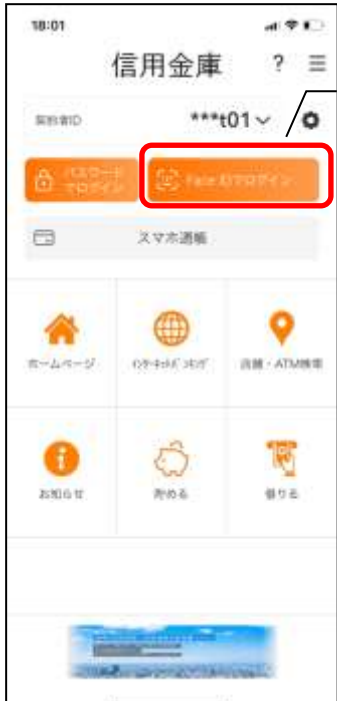 18:01
信用金庫 ?
契約者ID ***t01
パスワード
でログイン
Face IDでログイン
スマホ通帳
ホームページ インターネットバンキング 店舗・ATM検索
お知らせ 貯める 借りる